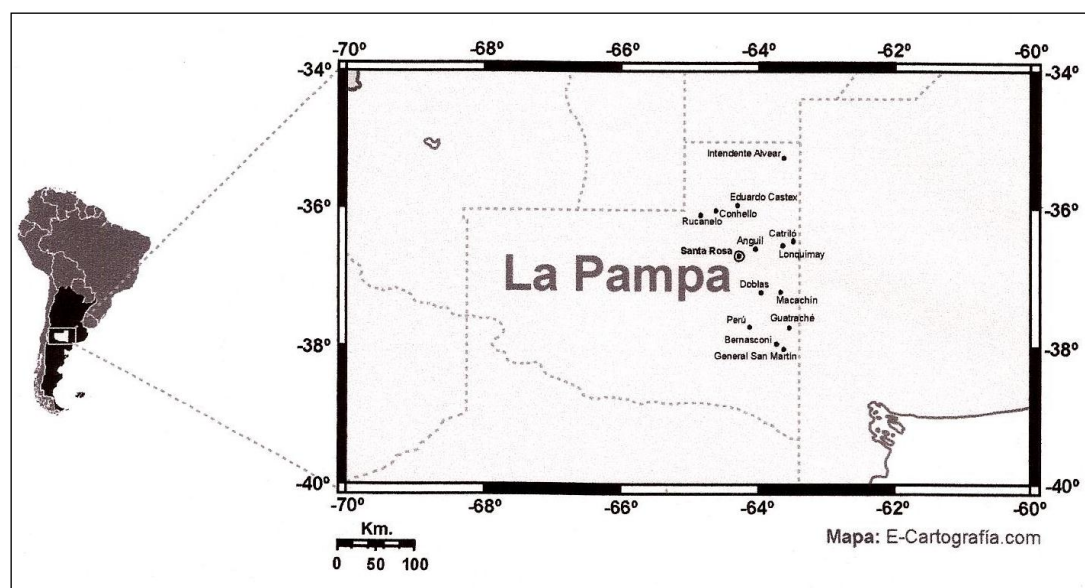 -70º -68º -66º -64º -62º -60º
-34º -34º
Intendente Alvear
Eduardo Castex
-36º -36º
Conhello
Rucanelo
Catriló
Anguil
Santa Rosa
Lonquimay
La Pampa
Doblas
Macachin
Perú Guatraché
Bernasconi
-38º -38º
General San Martín
-40º -40º
-70º -68º -66º -64º -62º -60º
Km.
0 50 100
Mapa: E-Cartografía.com